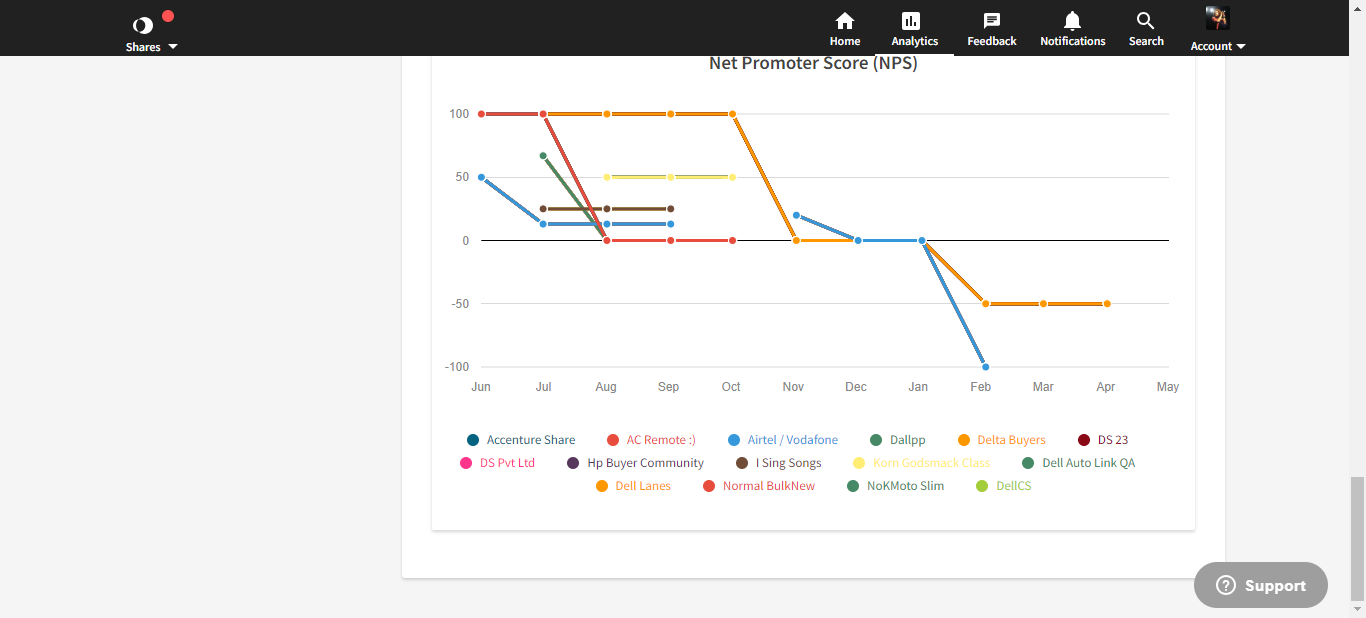 Shares
Home
Analytics
Feedback
Notifications
Search
Account
Net Promoter Score (NPS)
100
50
0
-50
-100
Jun Jul Aug Sep Oct Nov Dec Jan Feb Mar Apr May
Accenture Share AC Remote :) Airtel / Vodafone Dallpp Delta Buyers DS 23
DS Pvt Ltd Hp Buyer Community I Sing Songs Korn Godsmack Class Dell Auto Link QA
Dell Lanes Normal BulkNew NoKMoto Slim DellCS
? Support